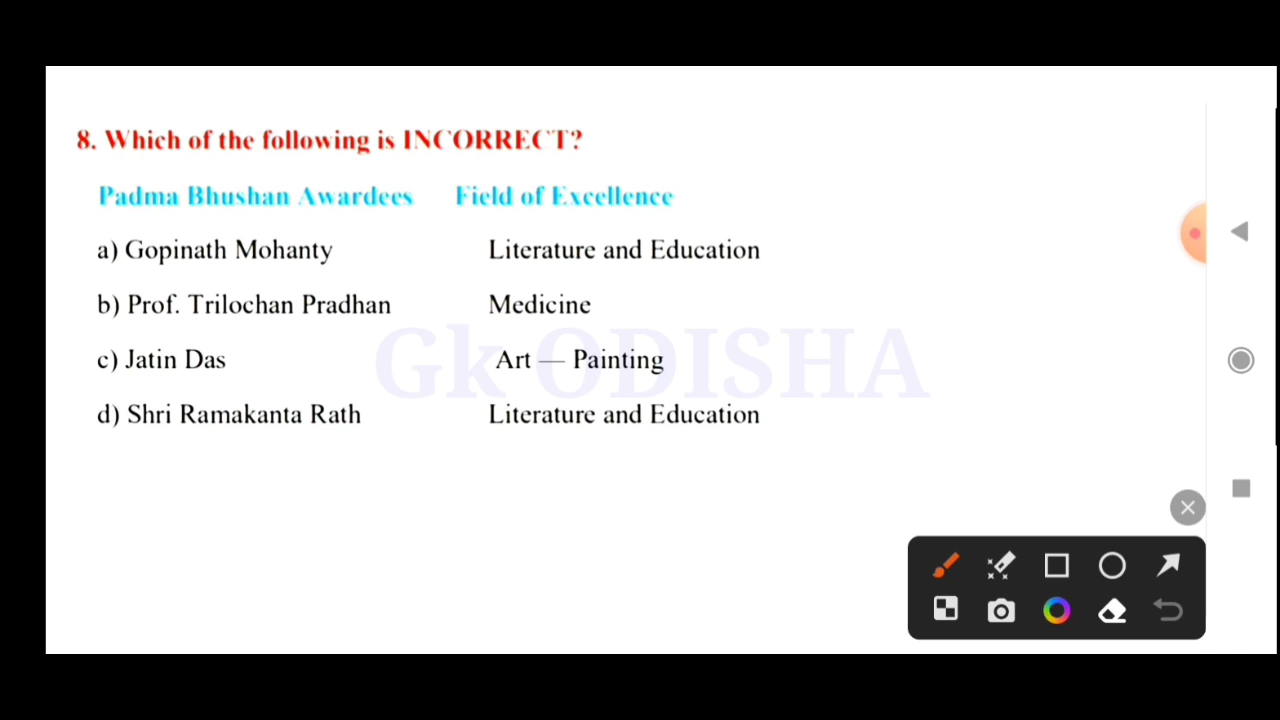 8. Which of the following is INCORRECT?
Padma Bhushan Awardees Field of Excellence
a) Gopinath Mohanty Literature and Education
b) Prof. Trilochan Pradhan Medicine
c) Jatin Das Art — Painting
d) Shri Ramakanta Rath Literature and Education
Gk ODISHA